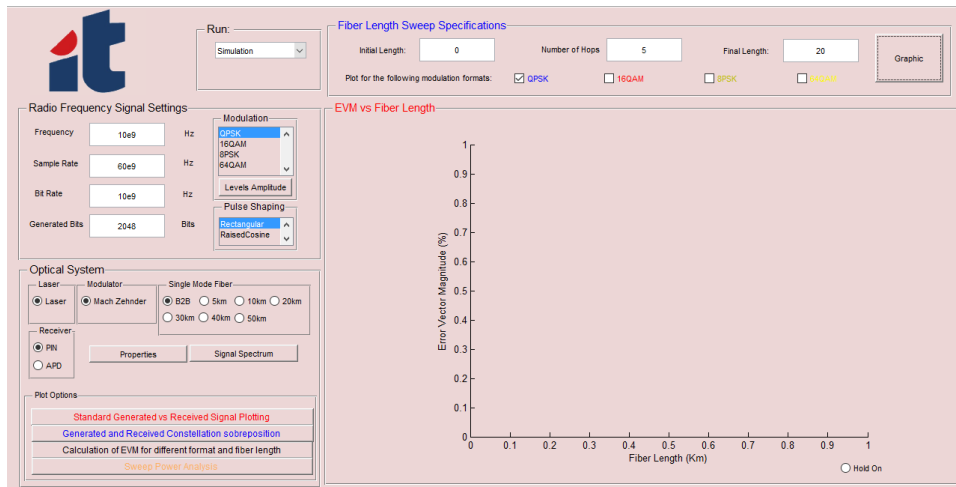 it
Run:
Simulation
Fiber Length Sweep Specifications
Initial Length: 0 Number of Hops 5 Final Length: 20 Graphic
Plot for the following modulation formats: QPSK 16QAM 8PSK
Radio Frequency Signal Settings
Frequency 10e9 Hz
Sample Rate 60e9 Hz
Bit Rate 10e9 Hz
Generated Bits 2048 Bits
Modulation
QPSK
16QAM
8PSK
64QAM
Levels Amplitude
Pulse Shaping
Rectangular
RaisedCosine
Optical System
Laser
Laser
Modulator
Mach Zehnder
Single Mode Fiber
B2B 5km 10km 20km
30km 40km 50km
Receiver
PIN
APD
Properties
Signal Spectrum
Plot Options
Standard Generated vs Received Signal Plotting
Generated and Received Constellation sobreposition
Calculation of EVM for different format and fiber length
Sweep Power Analysis
EVM vs Fiber Length
Error Vector Magnitude (%)
1
0.9
0.8
0.7
0.6
0.5
0.4
0.3
0.2
0.1
0
0 0.1 0.2 0.3 0.4 0.5 0.6 0.7 0.8 0.9 1
Fiber Length (Km)
Hold On